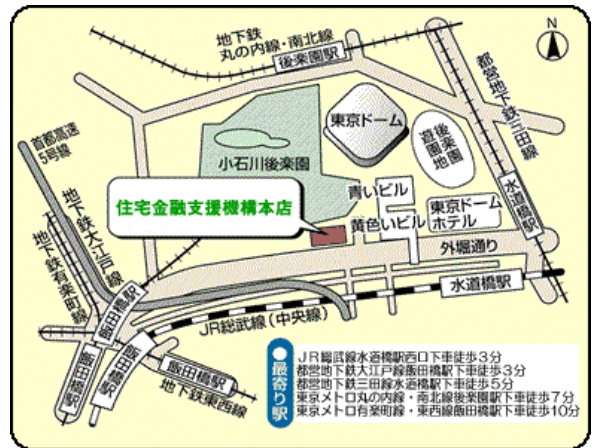 N
地下鉄
丸の内線・南北線
後楽園駅
都営地下鉄三田線
東京ドーム
後楽園
遊園地
首都高速
5号線
小石川後楽園
地下鉄大江戸線
地下鉄有楽町線
住宅金融支援機構本店
青いビル
黄色いビル
東京ドーム
ホテル
水道橋駅
外堀通り
水道橋駅
飯田橋駅
JR総武線(中央線)
飯田橋駅
飯田橋駅
飯田橋駅
地下鉄東西線
●最寄り駅
JR総武線水道橋駅西口下車徒歩3分
都営地下鉄大江戸線飯田橋駅下車徒歩3分
都営地下鉄三田線水道橋駅下車徒歩5分
東京メトロ丸の内線・南北線後楽園駅下車徒歩7分
東京メトロ有楽町線・東西線飯田橋駅下車徒歩10分